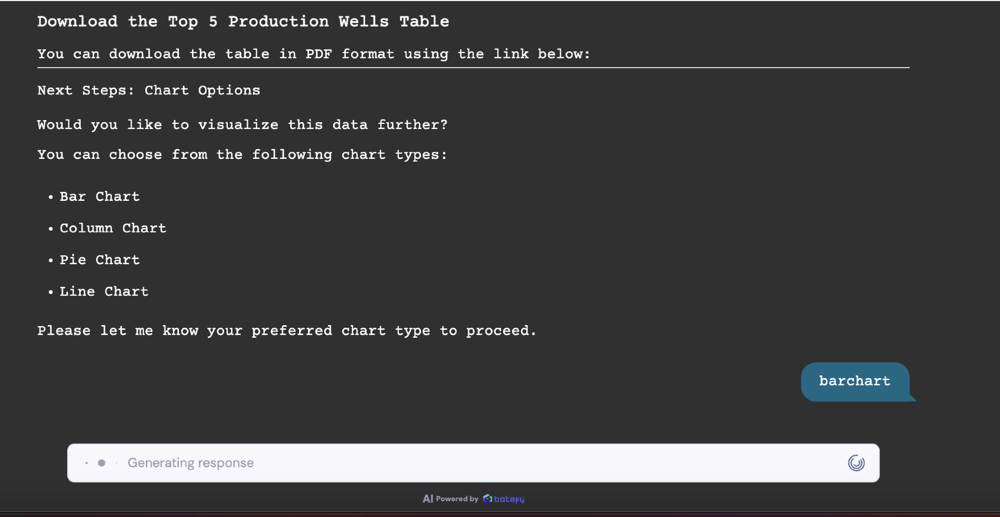 Download the Top 5 Production Wells Table
You can download the table in PDF format using the link below:
Next Steps: Chart Options
Would you like to visualize this data further?
You can choose from the following chart types:
• Bar Chart
• Column Chart
• Pie Chart
• Line Chart
Please let me know your preferred chart type to proceed.
barchart
Generating response
AI Powered by botafy